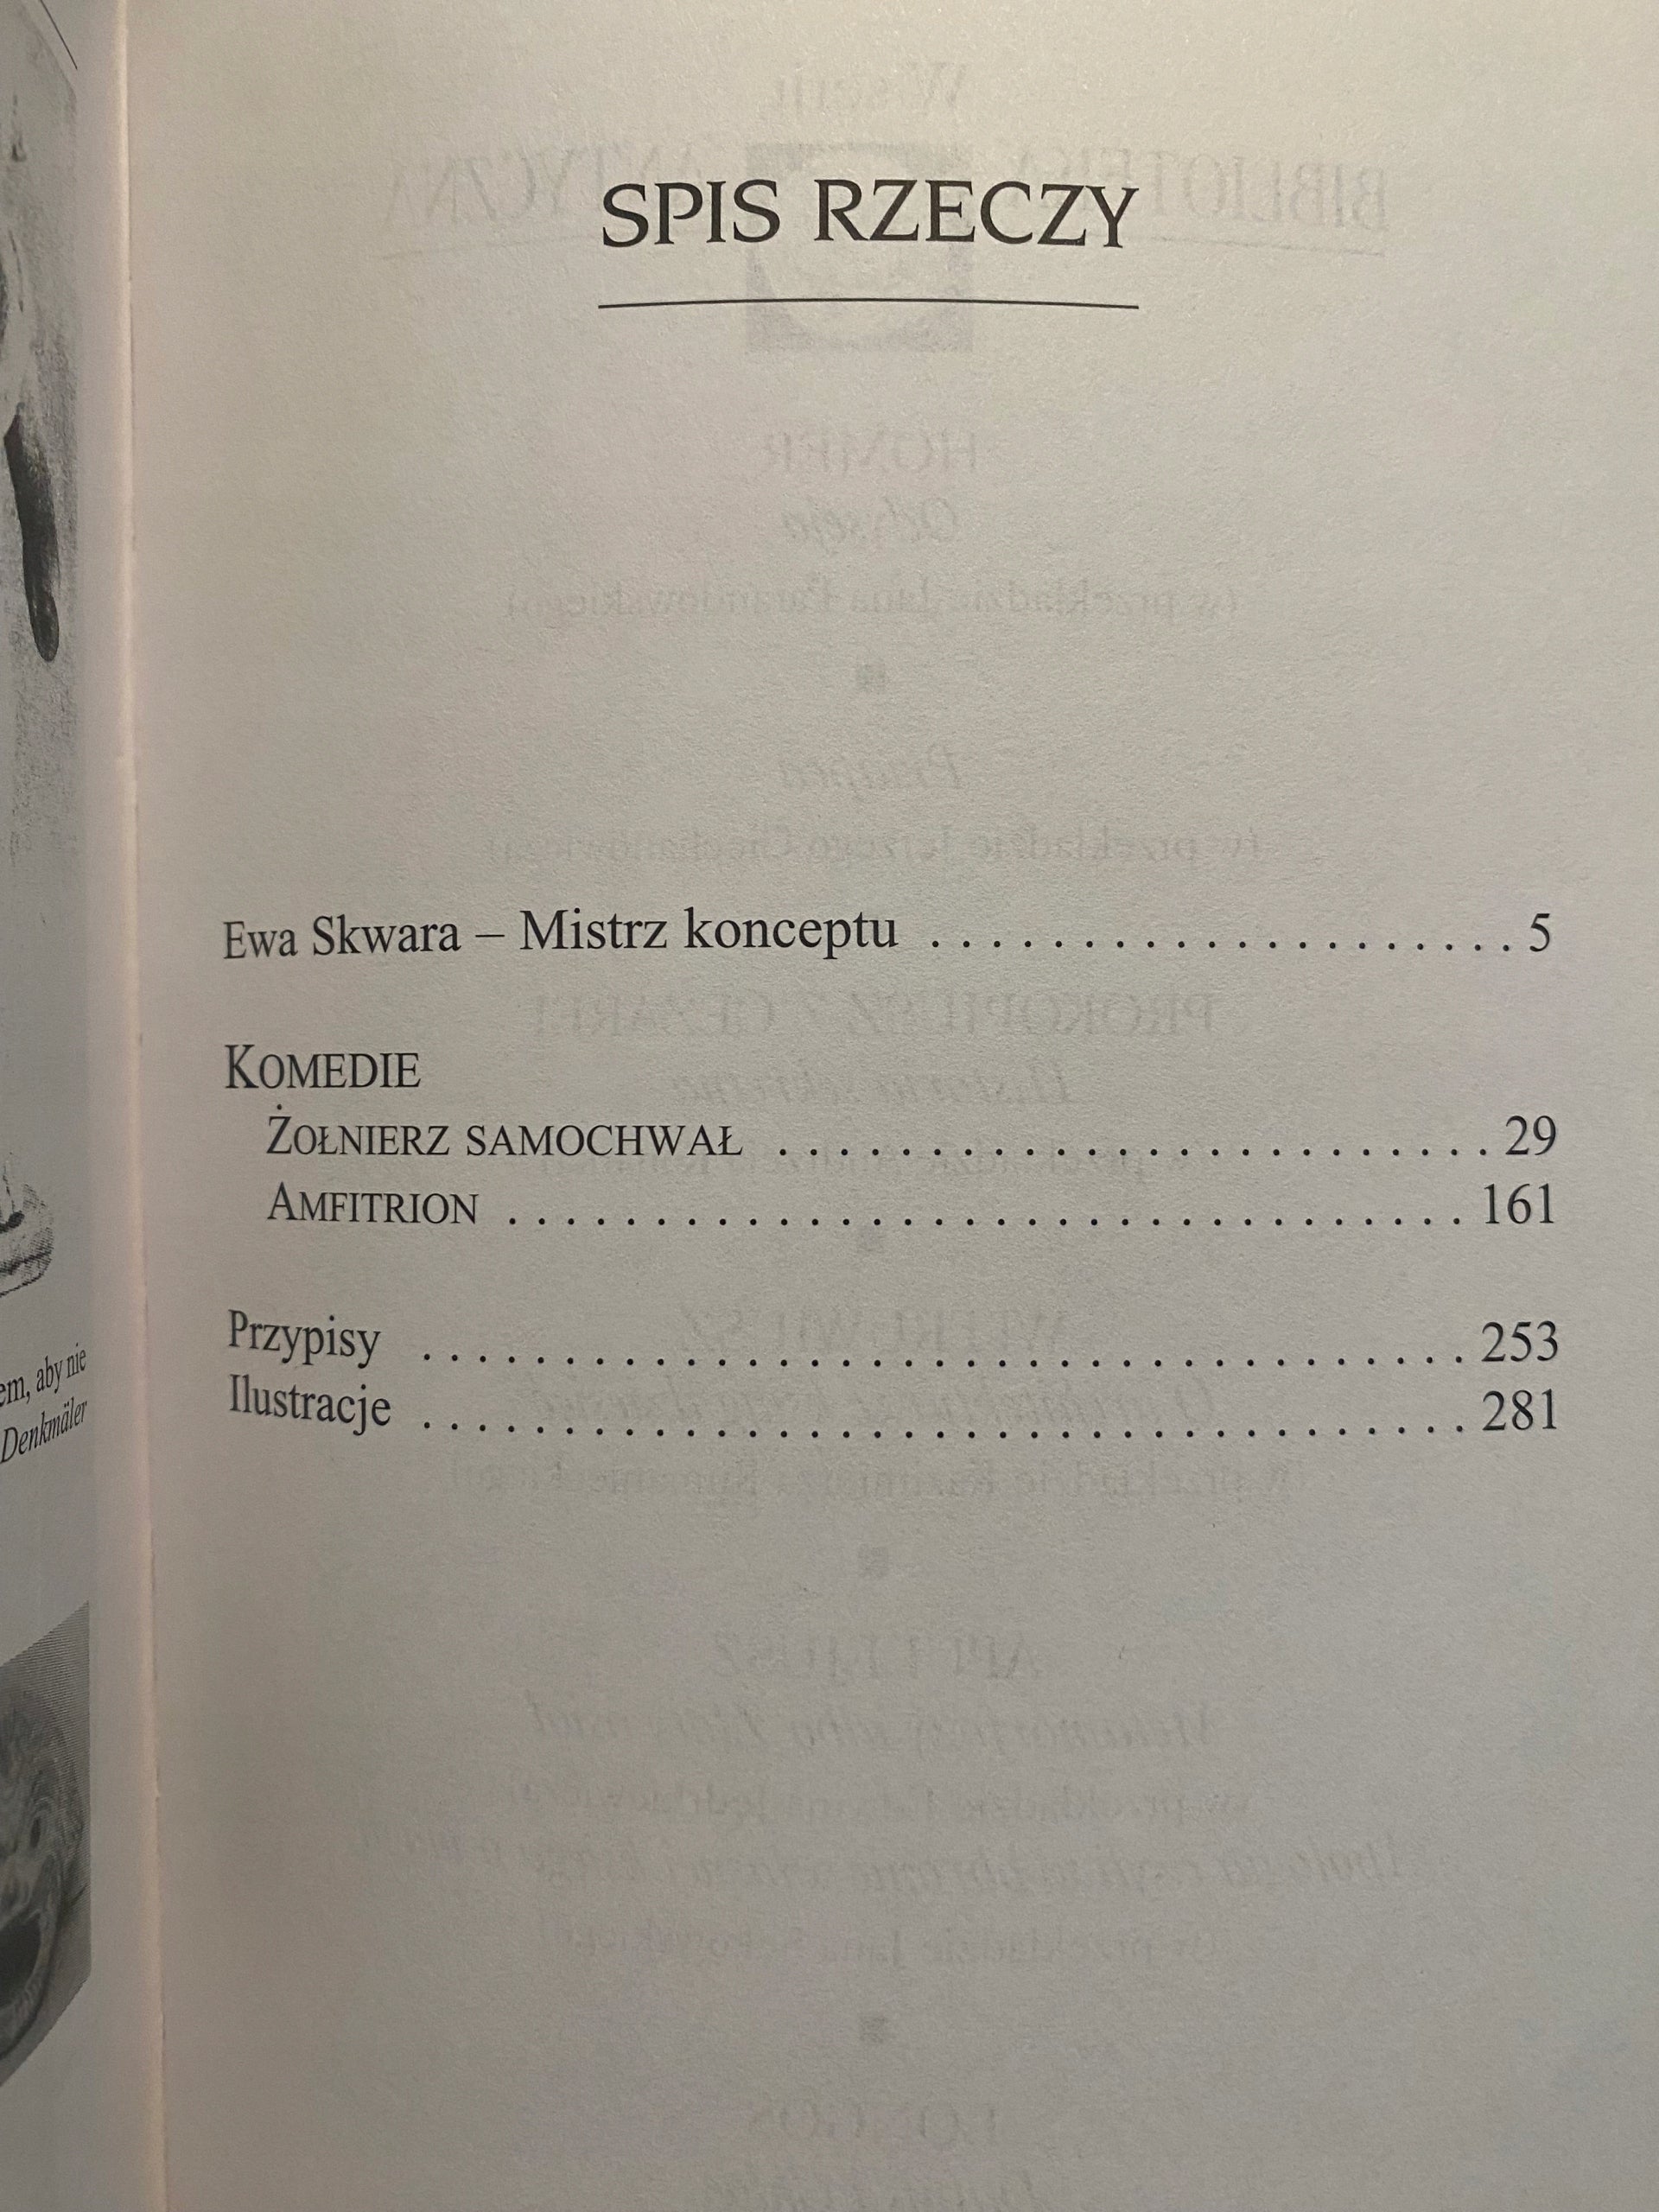 SPIS RZECZY
Ewa Skwara – Mistrz konceptu . . . . . . . . . . . . . . . . . . . . 5
KOMEDIE
ŻOŁNIERZ SAMOCHWAŁ . . . . . . . . . . . . . . . . . . . . . . . . 29
AMFITRION . . . . . . . . . . . . . . . . . . . . . . . . . . . . . . . . . 161
Przypisy . . . . . . . . . . . . . . . . . . . . . . . . . . . . . . . . . . . . 253
Ilustracje . . . . . . . . . . . . . . . . . . . . . . . . . . . . . . . . . . . . 281
aby nie
Denkmäler